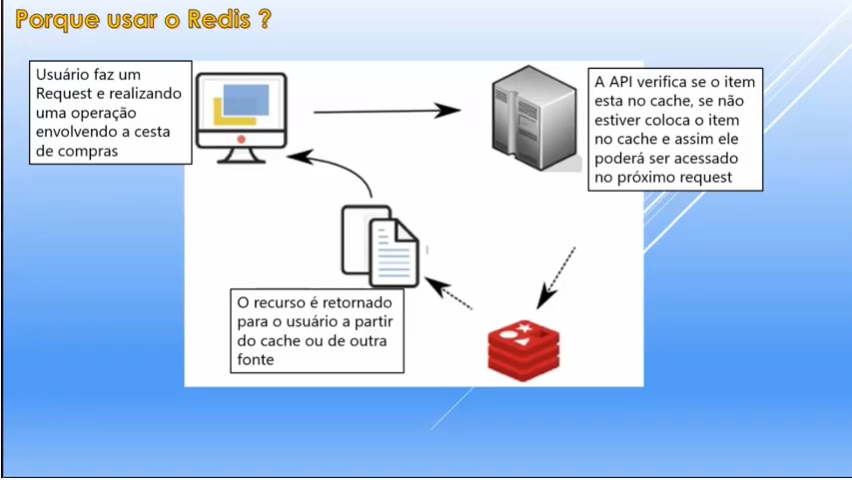 Porque usar o Redis ?
Usuário faz um
Request e realizando
uma operação
envolvendo a cesta
de compras
A API verifica se o item
esta no cache, se não
estiver coloca o item
no cache e assim ele
poderá ser acessado
no próximo request
O recurso é retornado
para o usuário a partir
do cache ou de outra
fonte